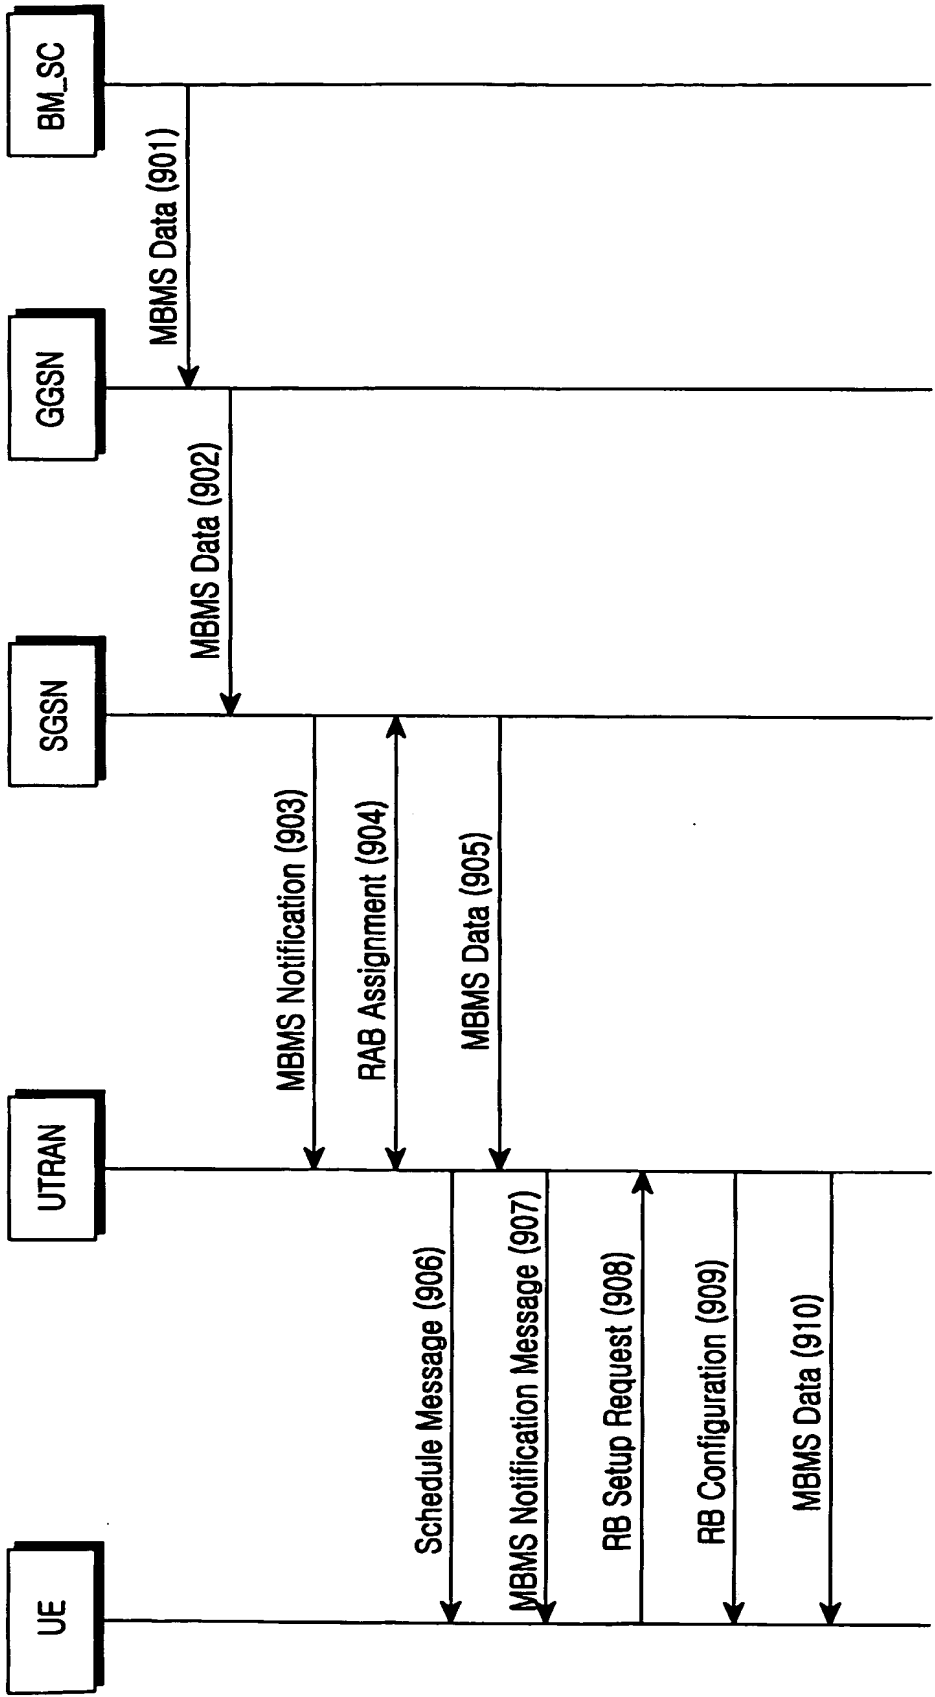 UE
UTRAN
SGSN
GGSN
BM_SC
MBMS Data (901)
MBMS Data (902)
MBMS Notification (903)
RAB Assignment (904)
MBMS Data (905)
Schedule Message (906)
MBMS Notification Message (907)
RB Setup Request (908)
RB Configuration (909)
MBMS Data (910)